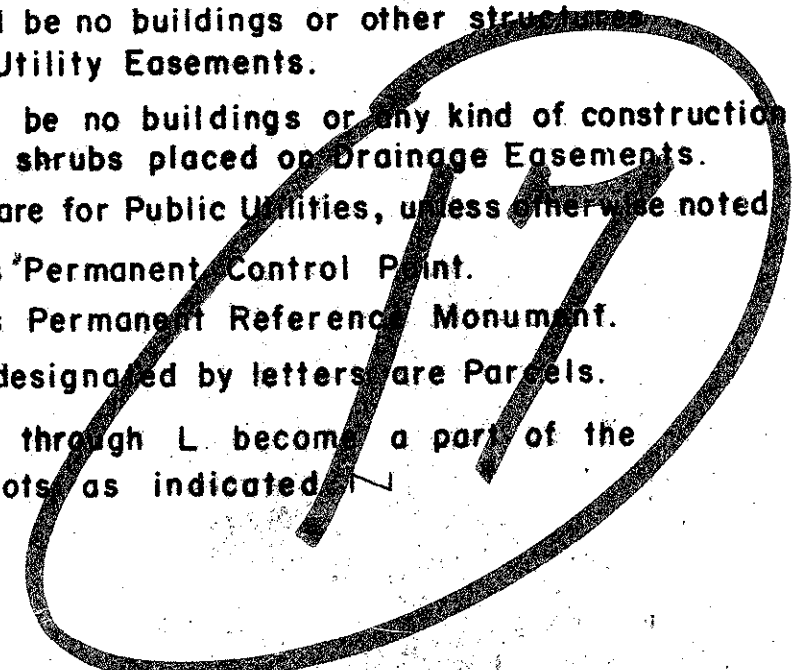 l be no buildings or other structures
Utility Easements.
be no buildings or any kind of construction
shrubs placed on Drainage Easements.
are for Public Utilities, unless otherwise noted
s Permanent Control Point.
s Permanent Reference Monument.
designated by letters are Parcels.
through L become a part of the
ots as indicated
17